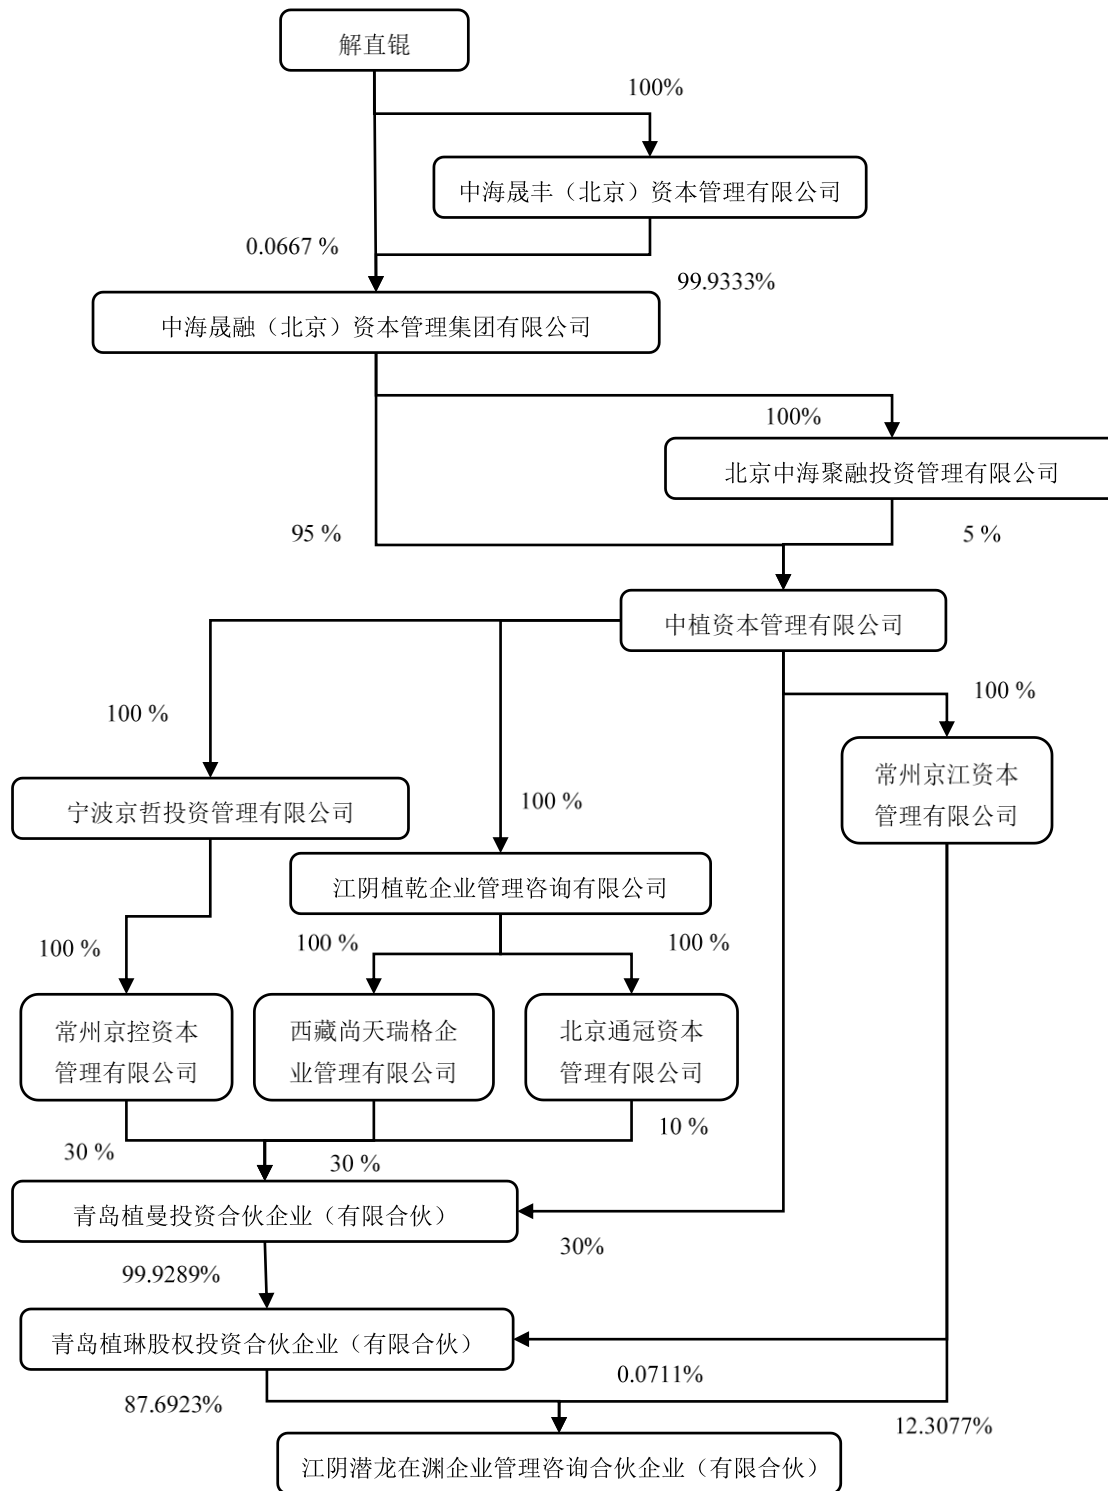 解直锟
100%
中海晟丰（北京）资本管理有限公司
0.0667 %
99.9333%
中海晟融（北京）资本管理集团有限公司
100%
北京中海聚融投资管理有限公司
95 %
5 %
中植资本管理有限公司
100 %
100 %
常州京江资本
管理有限公司
100 %
宁波京哲投资管理有限公司
江阴植乾企业管理咨询有限公司
100 %
100 %
100 %
常州京控资本
管理有限公司
西藏尚天瑞格企
业管理有限公司
北京通冠资本
管理有限公司
10 %
30 %
30 %
青岛植曼投资合伙企业（有限合伙）
30%
99.9289%
青岛植琳股权投资合伙企业（有限合伙）
0.0711%
87.6923%
12.3077%
江阴潜龙在渊企业管理咨询合伙企业（有限合伙）